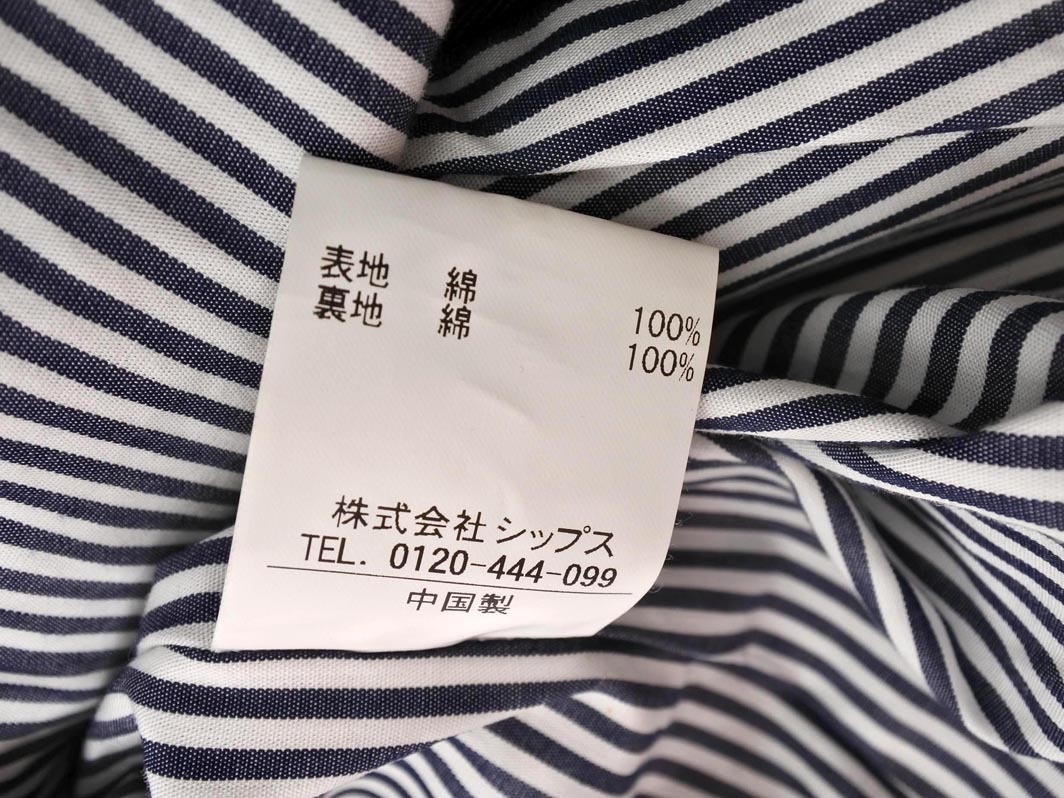 表地 綿 100%
裏地 綿 100%
株式会社シップス
TEL. 0120-444-099
中国製